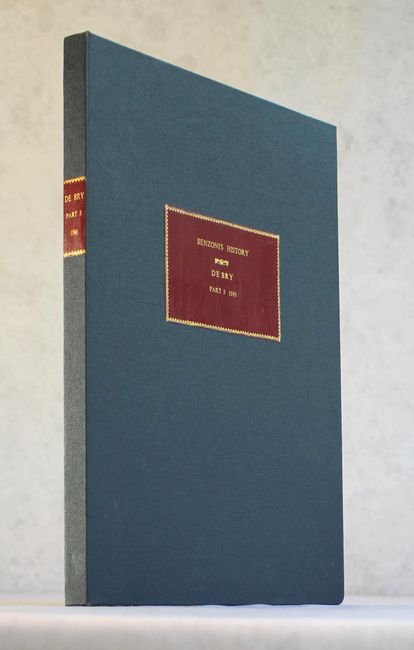 DE BRY
PART 5
BENZONI'S HISTORY
DE BRY
PART 5 1595